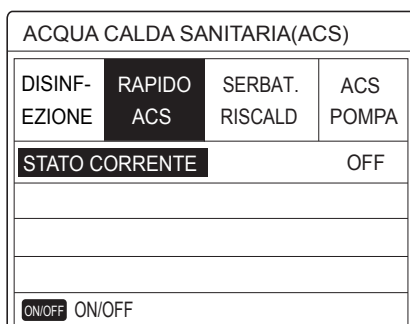 ACQUA CALDA SANITARIA(ACS)
DISINF-
EZIONE
RAPIDO
ACS
SERBAT.
RISCALD
ACS
POMPA
STATO CORRENTE OFF
ON/OFF ON/OFF